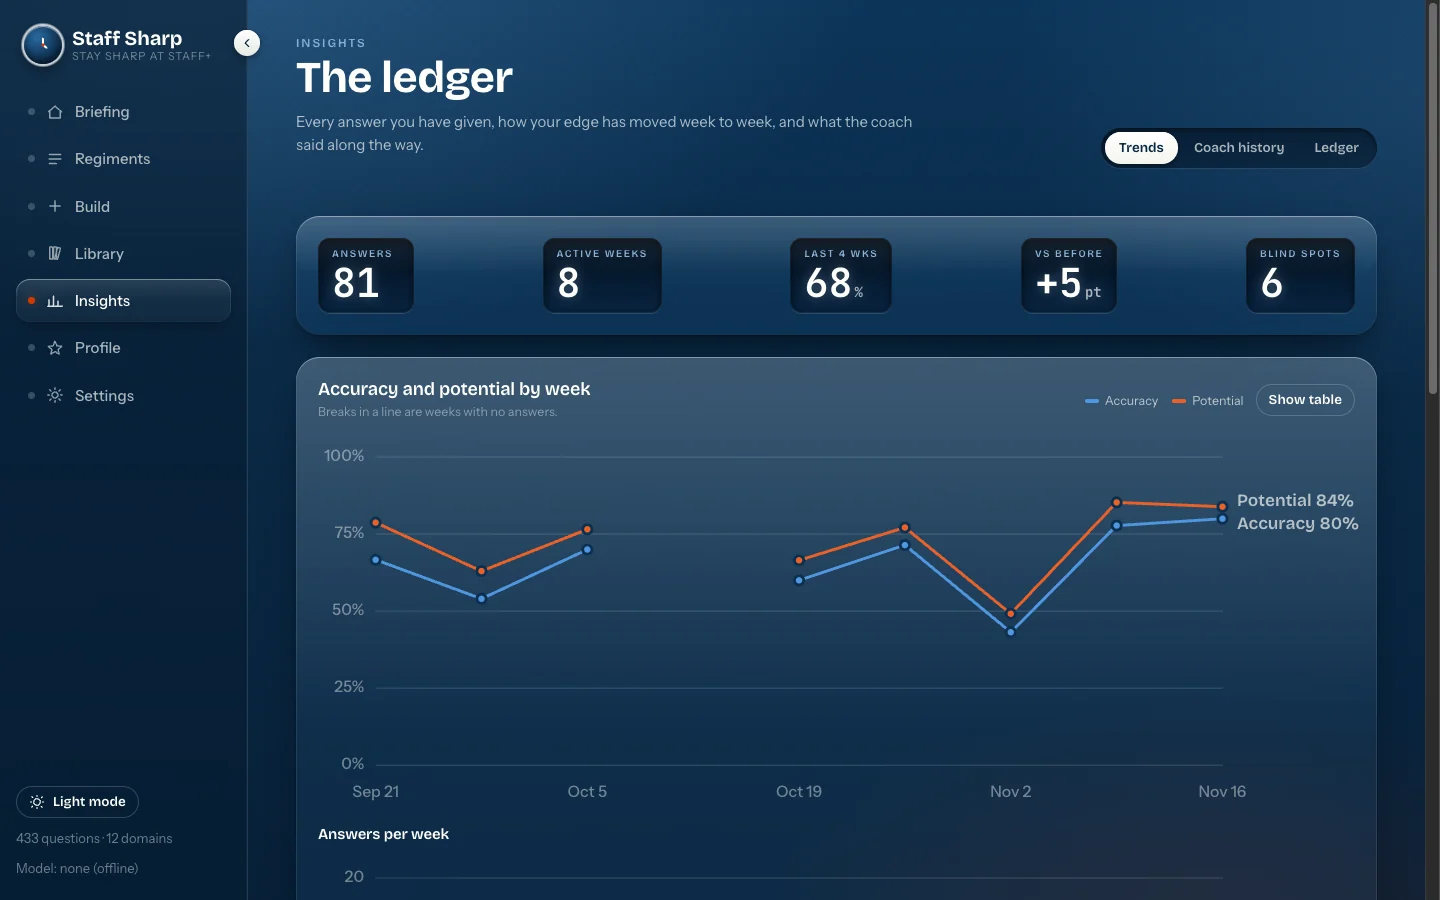 Staff Sharp
STAY SHARP AT STAFF+
Briefing
Regiments
Build
Library
Insights
Profile
Settings
Light mode
433 questions · 12 domains
Model: none (offline)
INSIGHTS
The ledger
Every answer you have given, how your edge has moved week to week, and what the coach
said along the way.
Trends
Coach history
Ledger
ANSWERS
81
ACTIVE WEEKS
8
LAST 4 WKS
68%
VS BEFORE
+5pt
BLIND SPOTS
6
Accuracy and potential by week
Breaks in a line are weeks with no answers.
Accuracy
Potential
Show table
100%
75%
50%
25%
0%
Potential 84%
Accuracy 80%
Sep 21
Oct 5
Oct 19
Nov 2
Nov 16
Answers per week
20